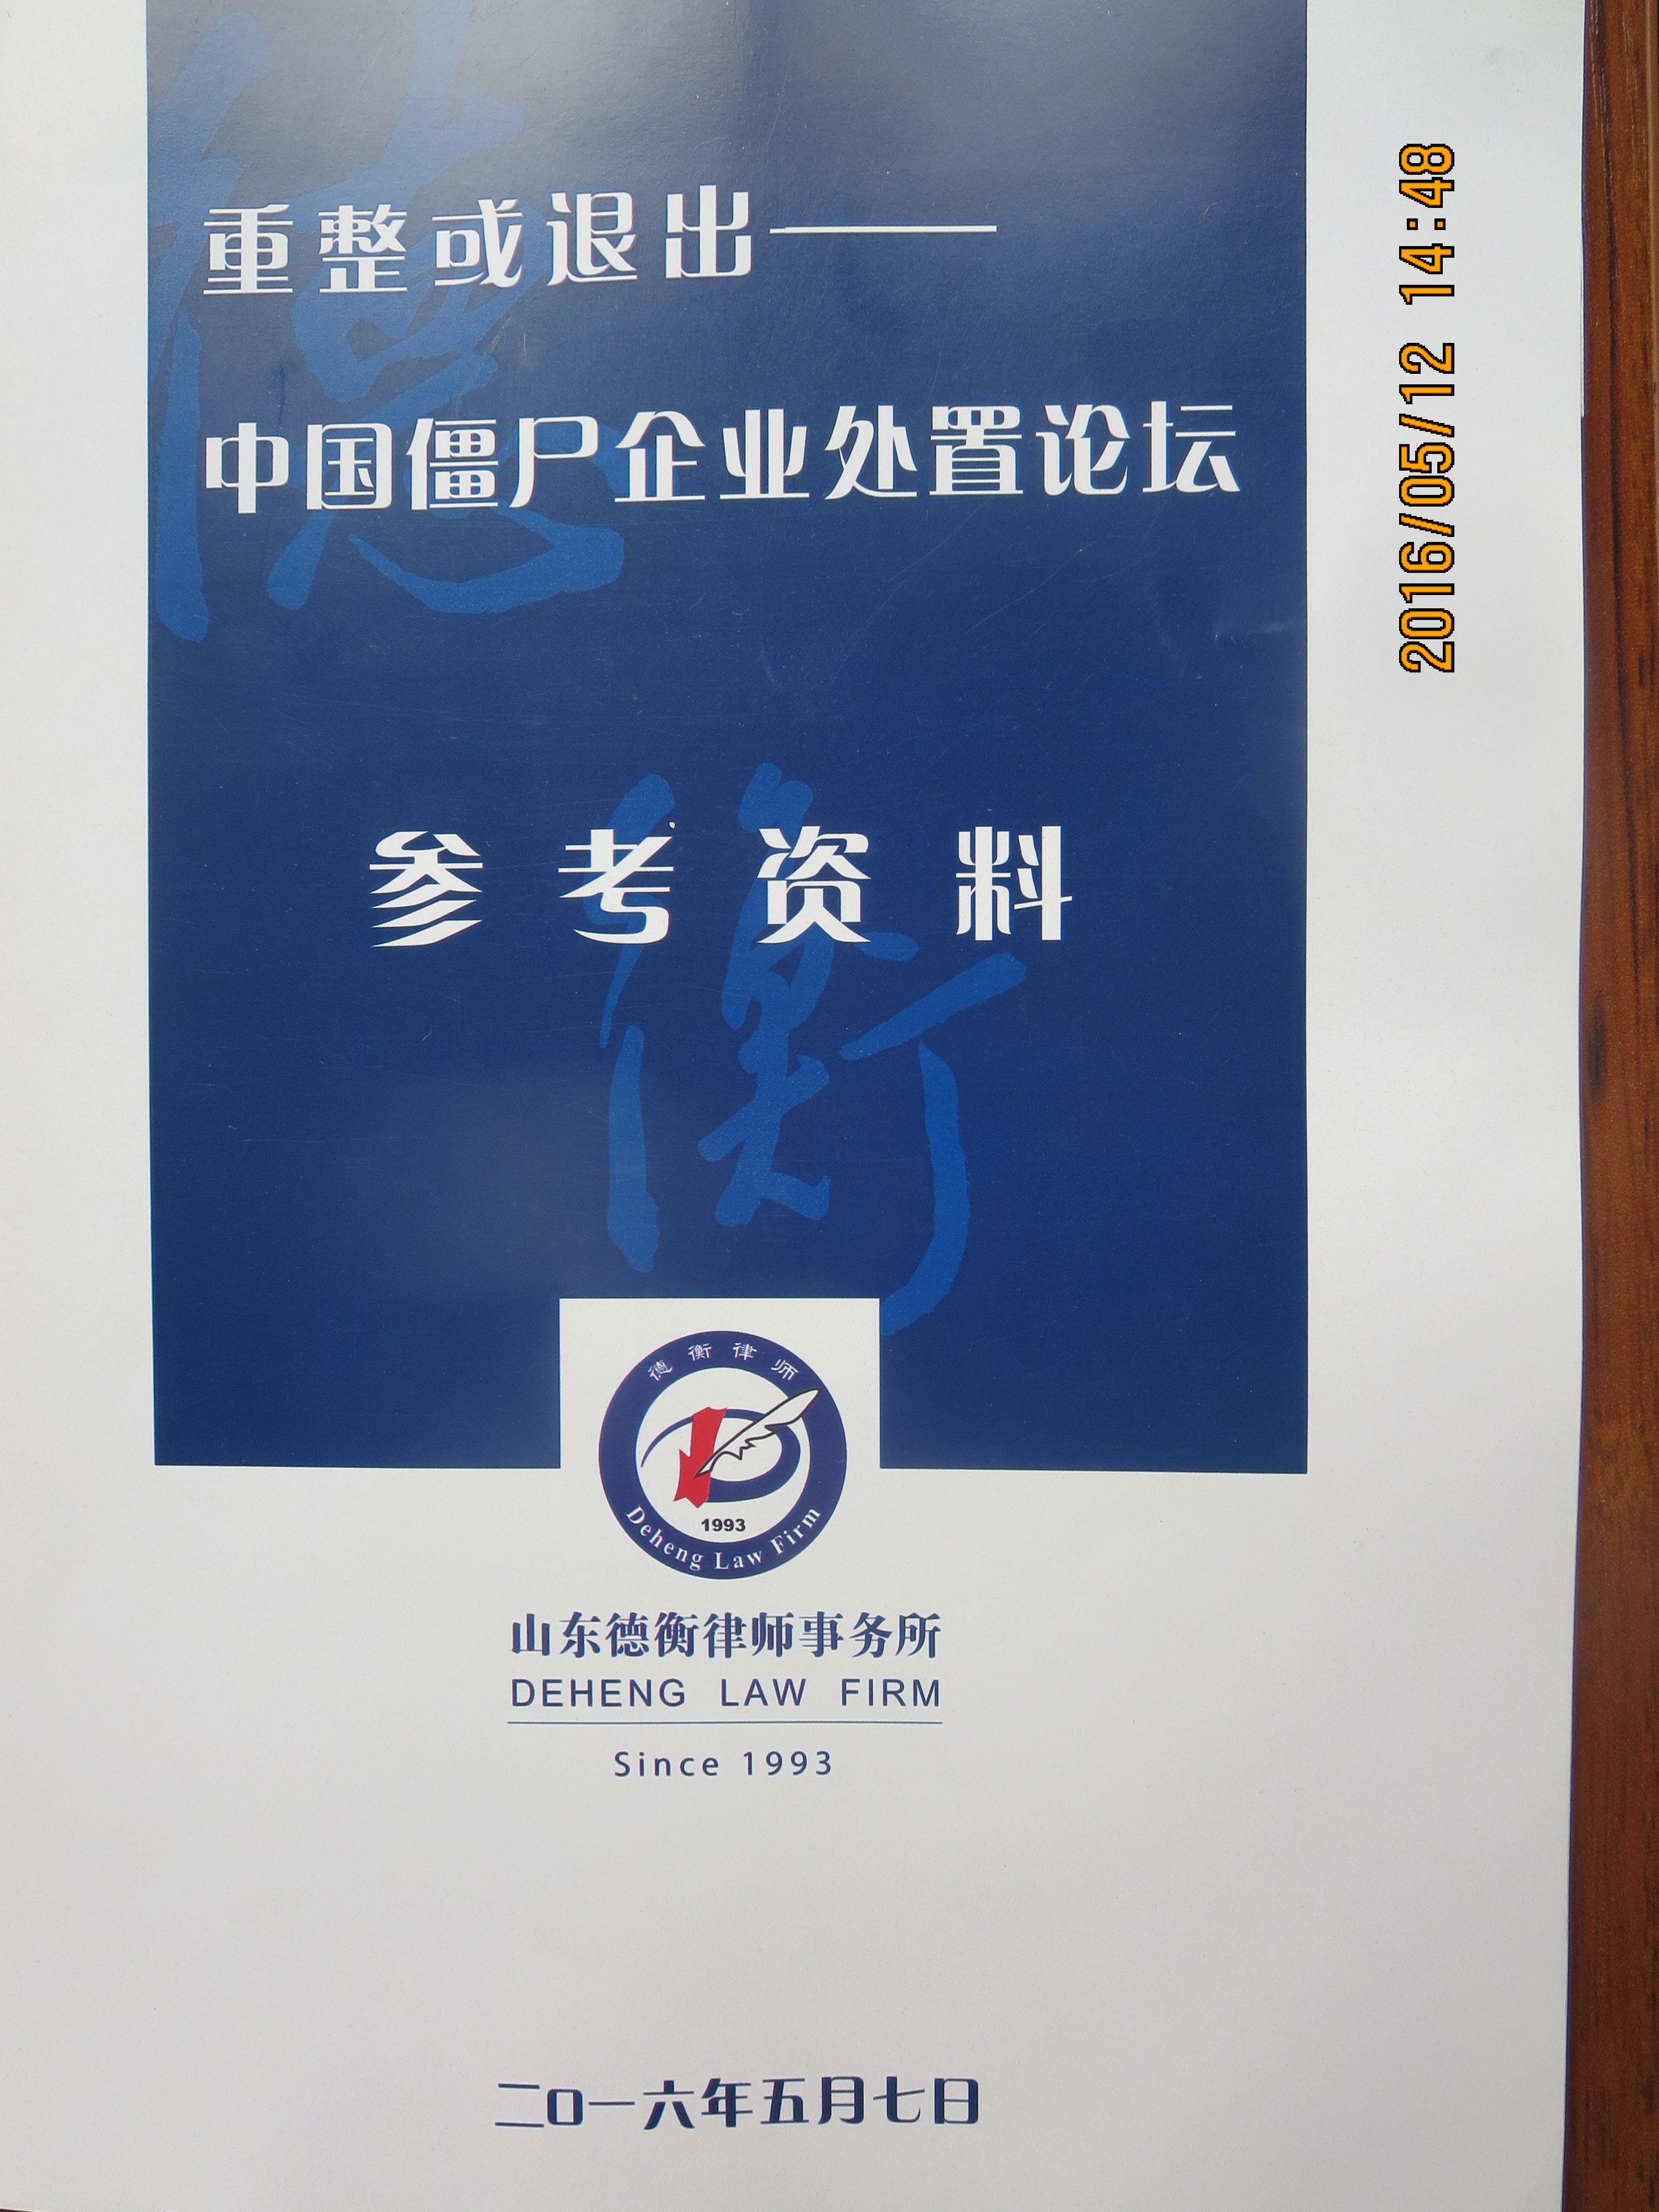 重整或退出——
中国僵尸企业处置论坛
参考资料
德衡律师
1993
Deheng Law Firm
山东德衡律师事务所
DEHENG LAW FIRM
Since 1993
二〇一六年五月七日
2016/05/12 14:48
德
衡